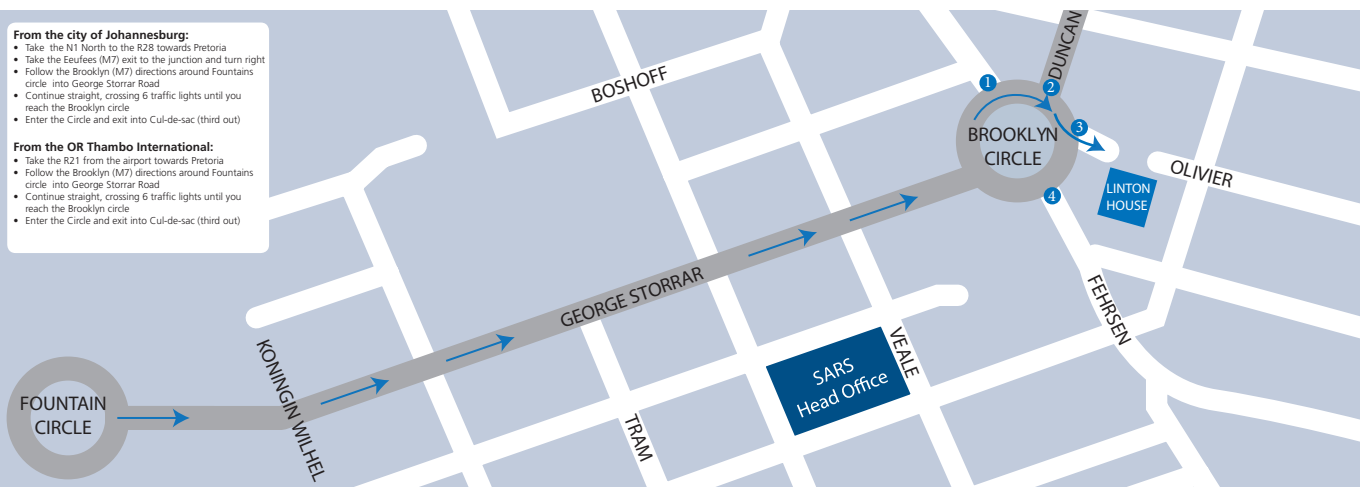 From the city of Johannesburg:
• Take the N1 North to the R28 towards Pretoria
• Take the Eeufees (M7) exit to the junction and turn right
• Follow the Brooklyn (M7) directions around Fountains
circle into George Storrar Road
• Continue straight, crossing 6 traffic lights until you
reach the Brooklyn circle
• Enter the Circle and exit into Cul-de-sac (third out)
From the OR Thambo International:
• Take the R21 from the airport towards Pretoria
• Follow the Brooklyn (M7) directions around Fountains
circle into George Storrar Road
• Continue straight, crossing 6 traffic lights until you
reach the Brooklyn circle
• Enter the Circle and exit into Cul-de-sac (third out)
BOSHOFF
DUNCAN
1
2
3
4
BROOKLYN
CIRCLE
OLIVIER
LINTON
HOUSE
GEORGE STORRAR
FEHRSEN
VEALE
KONINGIN WILHEL
SARS
Head Office
FOUNTAIN
CIRCLE
TRAM